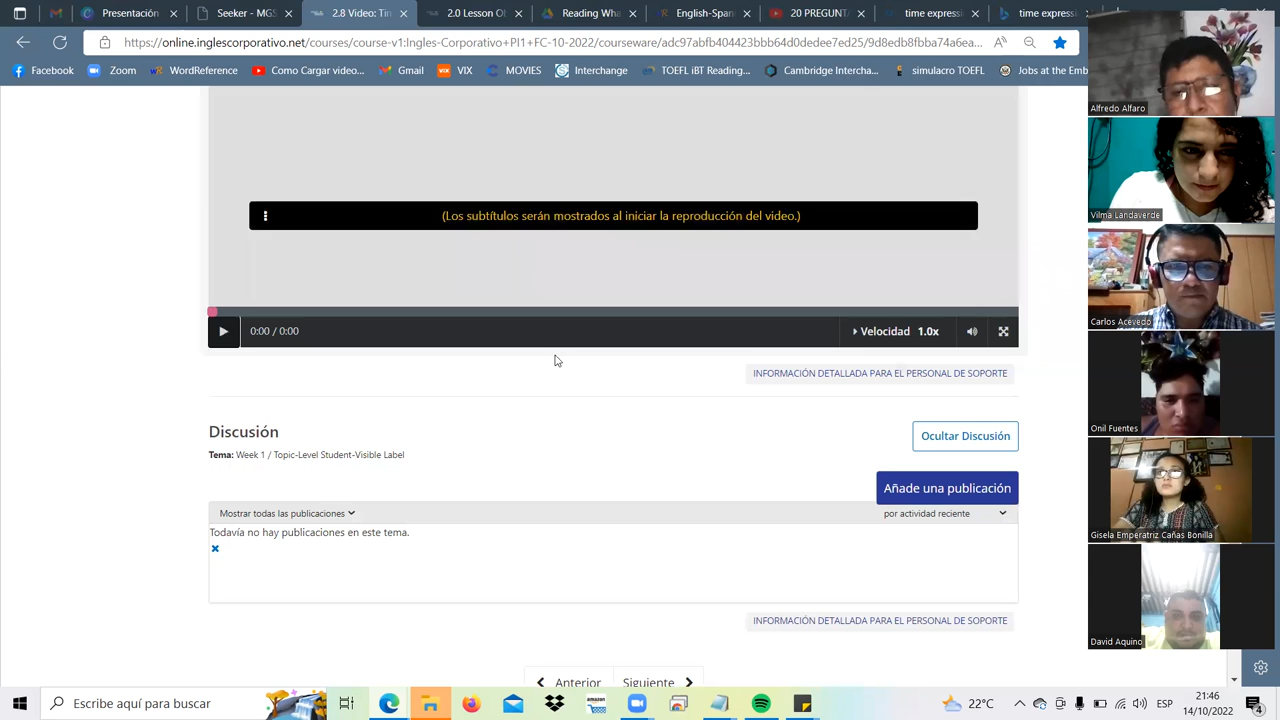 Presentación
Seeker - MGS
2.8 Video: Tin
2.0 Lesson Ol
Reading Wha
English-Span
20 PREGUNTA
time expressi
time express
https://online.inglescorporativo.net/courses/course-v1:Ingles-Corporativo+PI1+FC-10-2022/courseware/adc97abfb404423bbb64d0dedee7ed25/9d8edb8fbba74a6ea...
Facebook
Zoom
WordReference
Como Cargar video...
Gmail
VIX
MOVIES
Interchange
TOEFL iBT Reading...
Cambridge Intercha...
simulacro TOEFL
Jobs at the Emb
Alfredo Alfaro
Vilma Landaverde
(Los subtítulos serán mostrados al iniciar la reproducción del video.)
Carlos Acevedo
0:00 / 0:00
Velocidad 1.0x
INFORMACIÓN DETALLADA PARA EL PERSONAL DE SOPORTE
Onil Fuentes
Discusión
Ocultar Discusión
Tema: Week 1 / Topic-Level Student-Visible Label
Añade una publicación
Mostrar todas las publicaciones
por actividad reciente
Todavía no hay publicaciones en este tema.
Gisela Emperatriz Cañas Bonilla
INFORMACIÓN DETALLADA PARA EL PERSONAL DE SOPORTE
David Aquino
Anterior
Siguiente
Escribe aquí para buscar
amazon
22°C
ESP
21:46
14/10/2022
4